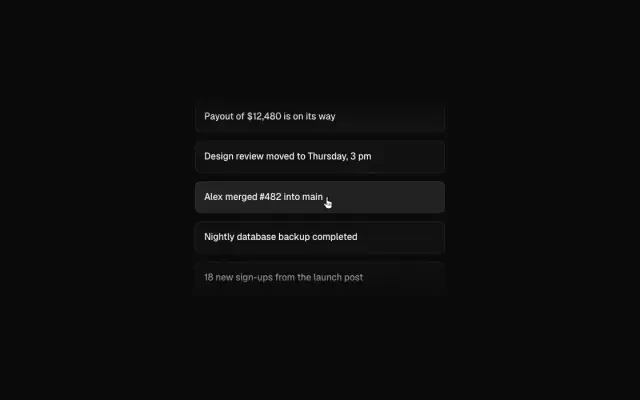 Payout of $12,480 is on its way
Design review moved to Thursday, 3 pm
Alex merged #482 into main
Nightly database backup completed
18 new sign-ups from the launch post